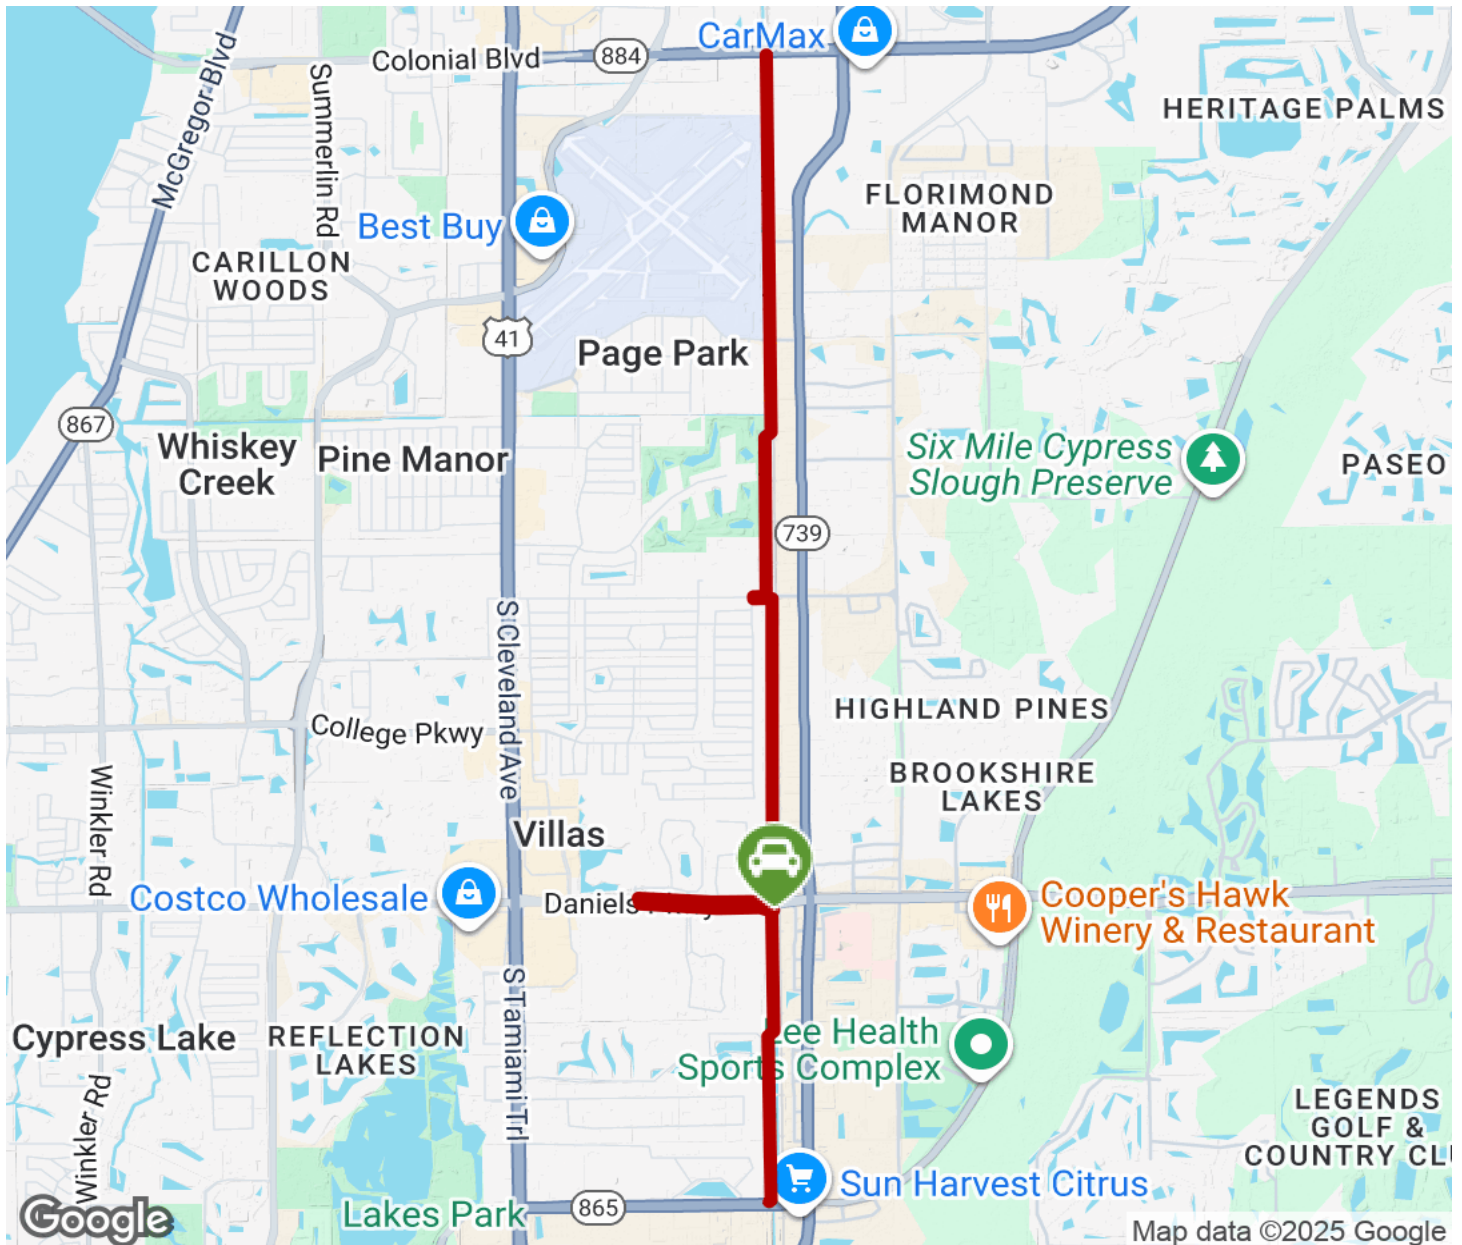 CarMax
Colonial Blvd
884
McGregor Blvd
Summerlin Rd
HERITAGE PALMS
FLORIMOND
MANOR
Best Buy
CARILLON
WOODS
41
Page Park
867
Whiskey
Creek
Pine Manor
Six Mile Cypress
Slough Preserve
PASEO
739
S Cleveland Ave
College Pkwy
HIGHLAND PINES
BROOKSHIRE
LAKES
Winkler Rd
Villas
Costco Wholesale
Daniels Pkwy
Cooper's Hawk
Winery & Restaurant
S Tamiami Trl
Cypress Lake
REFLECTION
LAKES
Lee Health
Sports Complex
Winkler Rd
LEGENDS
GOLF &
COUNTRY CLU
Sun Harvest Citrus
865
Lakes Park
Google
Map data ©2025 Google